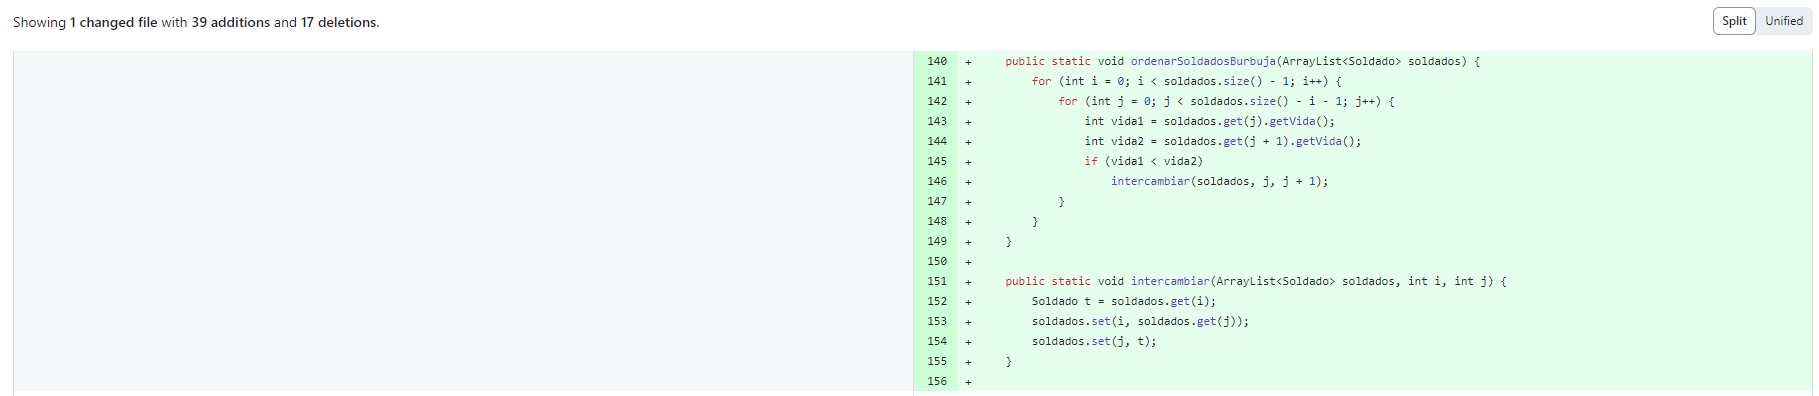 Showing 1 changed file with 39 additions and 17 deletions.
Split Unified
140 + public static void ordenarSoldadosBurbuja(ArrayList<Soldado> soldados) {
141 + for (int i = 0; i < soldados.size() - 1; i++) {
142 + for (int j = 0; j < soldados.size() - i - 1; j++) {
143 + int vida1 = soldados.get(j).getVida();
144 + int vida2 = soldados.get(j + 1).getVida();
145 + if (vida1 < vida2)
146 + intercambiar(soldados, j, j + 1);
147 + }
148 + }
149 + }
150 +
151 + public static void intercambiar(ArrayList<Soldado> soldados, int i, int j) {
152 + Soldado t = soldados.get(i);
153 + soldados.set(i, soldados.get(j));
154 + soldados.set(j, t);
155 + }
156 +